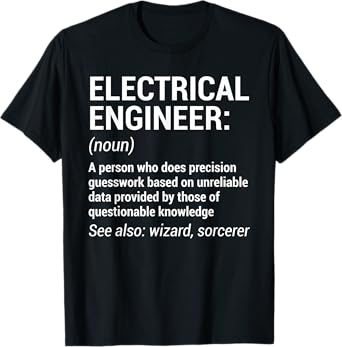 ELECTRICAL
ENGINEER:
(noun)
A person who does precision
guesswork based on unreliable
data provided by those of
questionable knowledge
See also: wizard, sorcerer